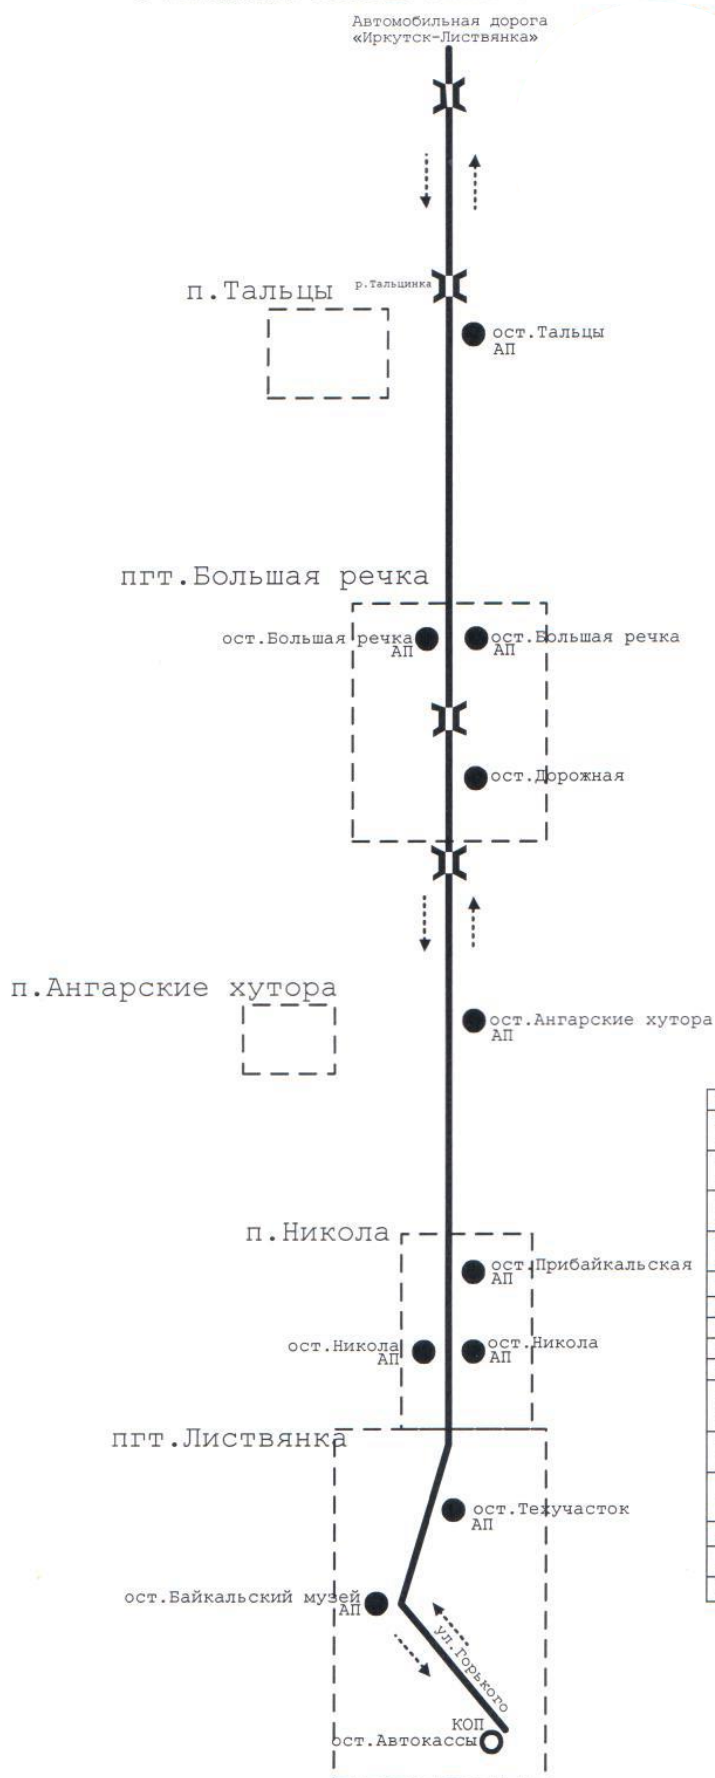 Автомобильная дорога
«Иркутск-Листвянка»
п.Тальцы
р.Тальцинка
ост.Тальцы
АП
пгт.Большая речка
ост.Большая речка
АП
ост.Большая речка
АП
ост.Дорожная
п.Ангарские хутора
ост.Ангарские хутора
АП
п.Никола
ост.Прибайкальская
АП
ост.Никола
АП
ост.Никола
АП
пгт.Листвянка
ост.Техучасток
АП
ост.Байкальский музей
АП
ул.Горького
КОП
ост.Автокассы